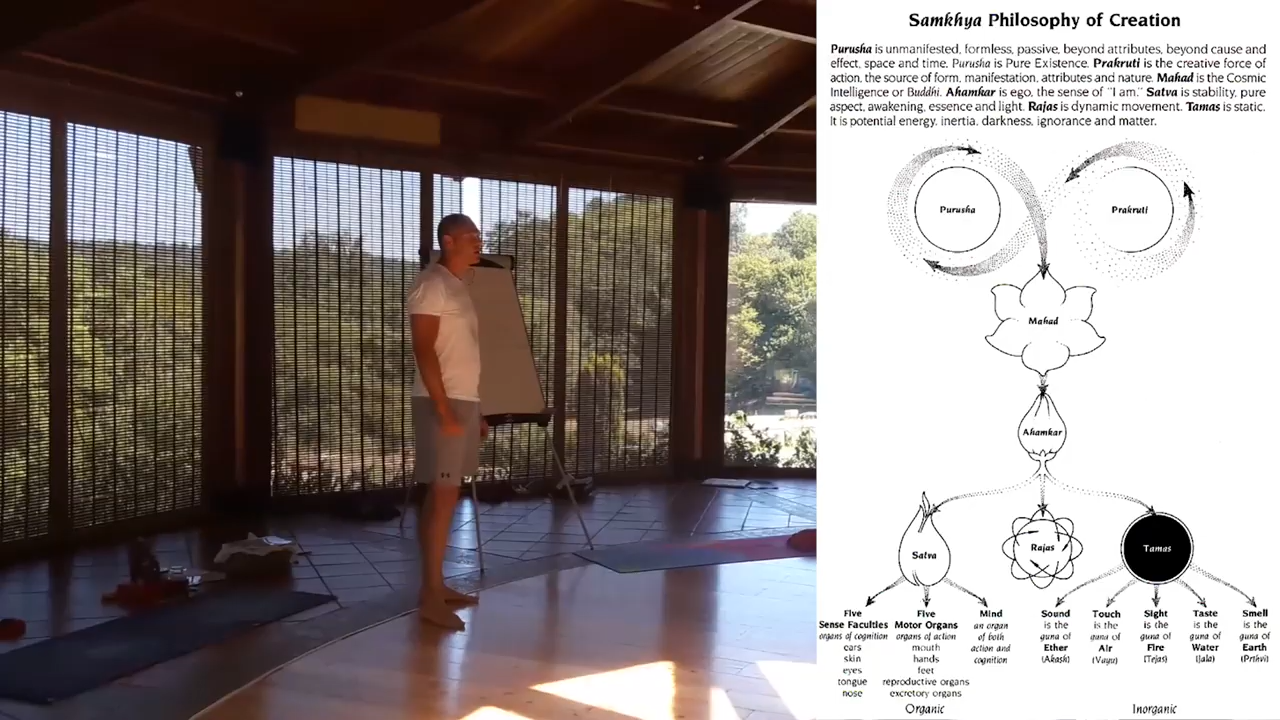 Samkhya Philosophy of Creation
Purusha is unmanifested, formless, passive, beyond attributes, beyond cause and
effect, space and time. Purusha is Pure Existence. Prakruti is the creative force of
action, the source of form, manifestation, attributes and nature. Mahad is the Cosmic
Intelligence or Buddhi. Ahamkar is ego, the sense of "I am." Satva is stability, pure
aspect, awakening, essence and light. Rajas is dynamic movement. Tamas is static.
It is potential energy, inertia, darkness, ignorance and matter.
Purusha
Prakruti
Mahad
Ahamkar
Satva
Rajas
Tamas
Five
Sense Faculties
organs of cognition
ears
skin
eyes
tongue
nose
Five
Motor Organs
organs of action
mouth
hands
feet
reproductive organs
excretory organs
Mind
an organ
of both
action and
cognition
Sound
is the
guna of
Ether
(Akash)
Touch
is the
guna of
Air
(Vayu)
Sight
is the
guna of
Fire
(Tejas)
Taste
is the
guna of
Water
(Jala)
Smell
is the
guna of
Earth
(Prthvi)
Organic
Inorganic